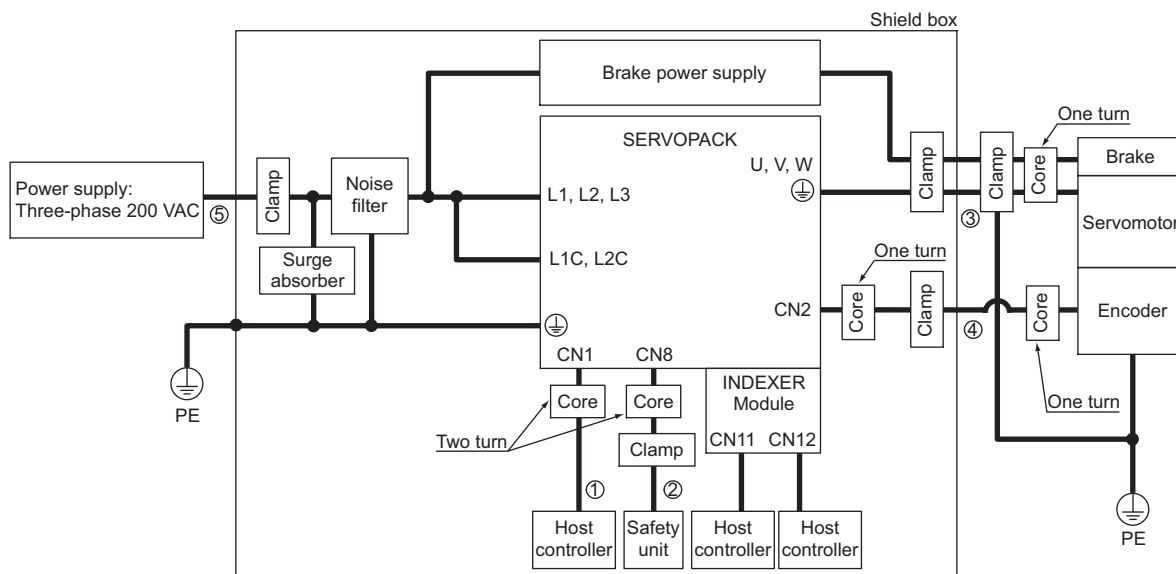 Shield box
Brake power supply
SERVOPACK
U, V, W
Clamp
Clamp
One turn
Core
Brake
Servomotor
Power supply:
Three-phase 200 VAC
⑤
Clamp
Noise
filter
L1, L2, L3
③
Surge
absorber
L1C, L2C
One turn
CN2
Core
Clamp
④
Core
Encoder
One turn
PE
CN1
CN8
INDEXER
Module
Core
Core
Two turn
Clamp
CN11
CN12
①
②
Host
controller
Safety
unit
Host
controller
Host
controller
PE